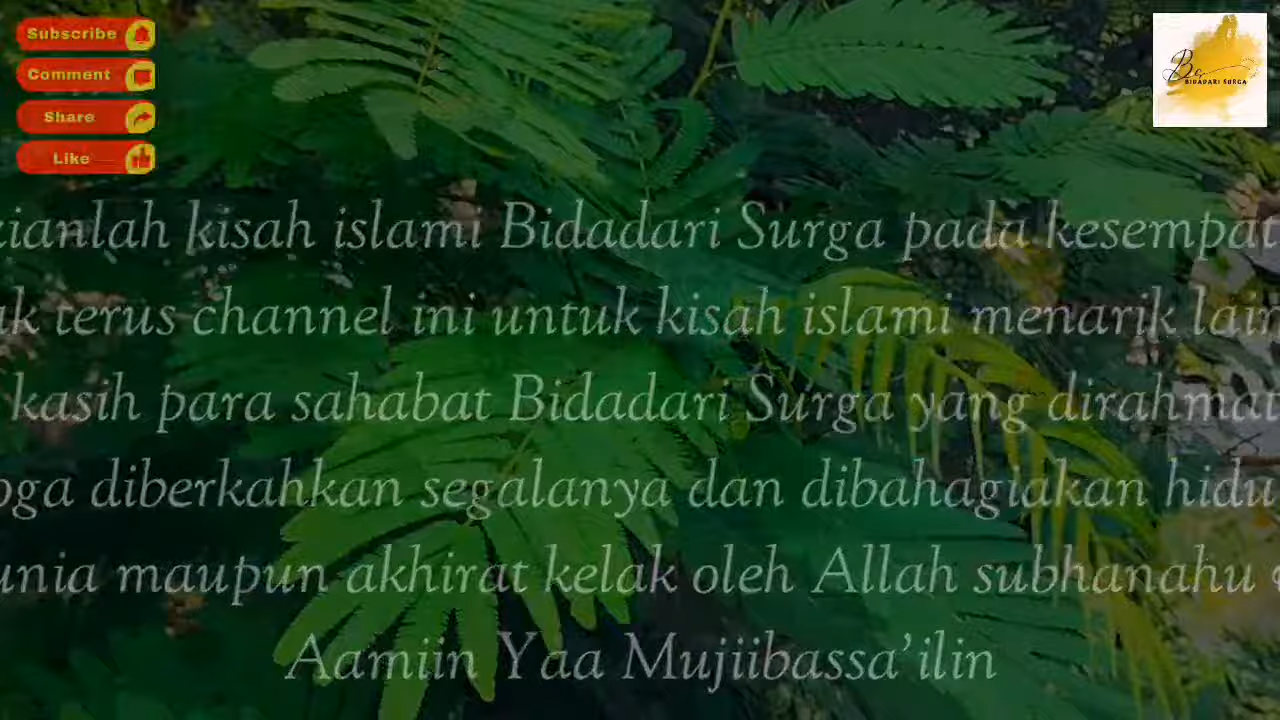 Subscribe
Comment
Share
Like
Bs
BIDADARI SURGA
kisah islami Bidadari Surga pada
terus channel ini untuk kisah islami menarik
kasih para sahabat Bidadari Surga yang
diberkahkan segalanya dan dibahagiakan
maupun akhirat kelak oleh Allah subhanahu
Aamiin Yaa Mujiibassa'ilin